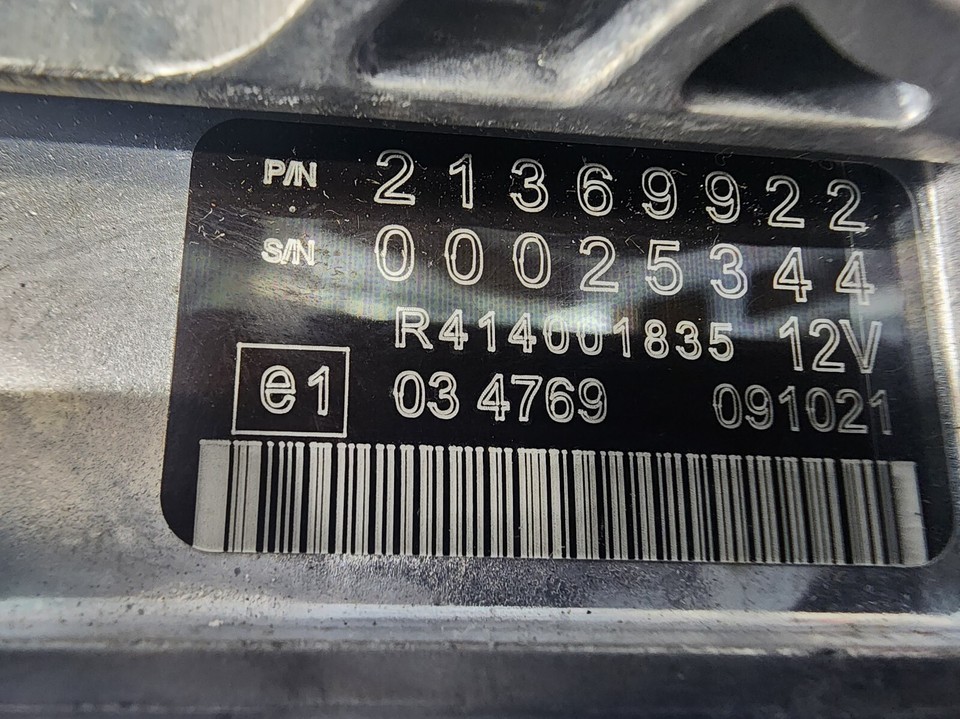 P/N 21369922
S/N 00025344
R414001835 12V
e1 03 4769 091021